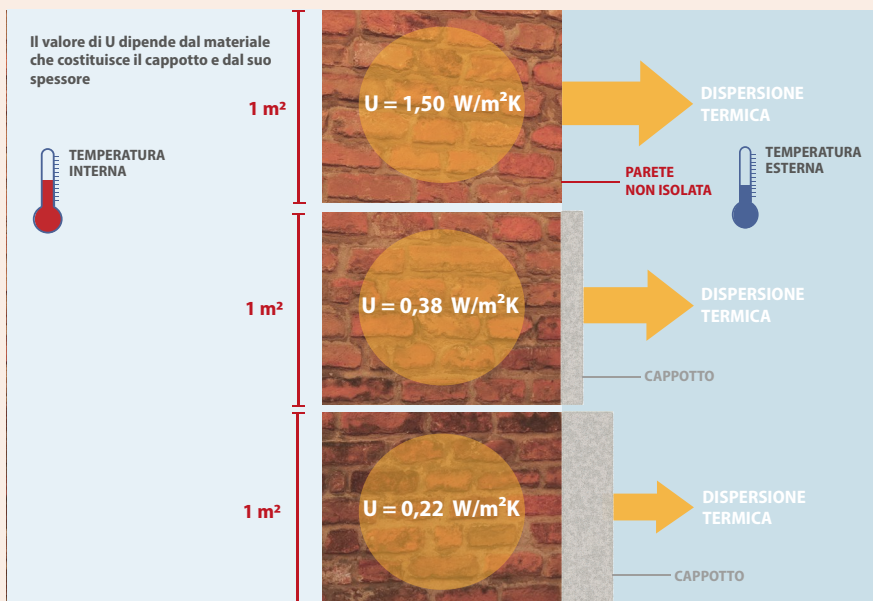 Il valore di U dipende dal materiale
che costituisce il cappotto e dal suo
spessore
1 m²
U = 1,50 W/m²K
DISPERSIONE
TERMICA
TEMPERATURA
INTERNA
PARETE
NON ISOLATA
TEMPERATURA
ESTERNA
1 m²
U = 0,38 W/m²K
DISPERSIONE
TERMICA
CAPPOTTO
1 m²
U = 0,22 W/m²K
DISPERSIONE
TERMICA
CAPPOTTO